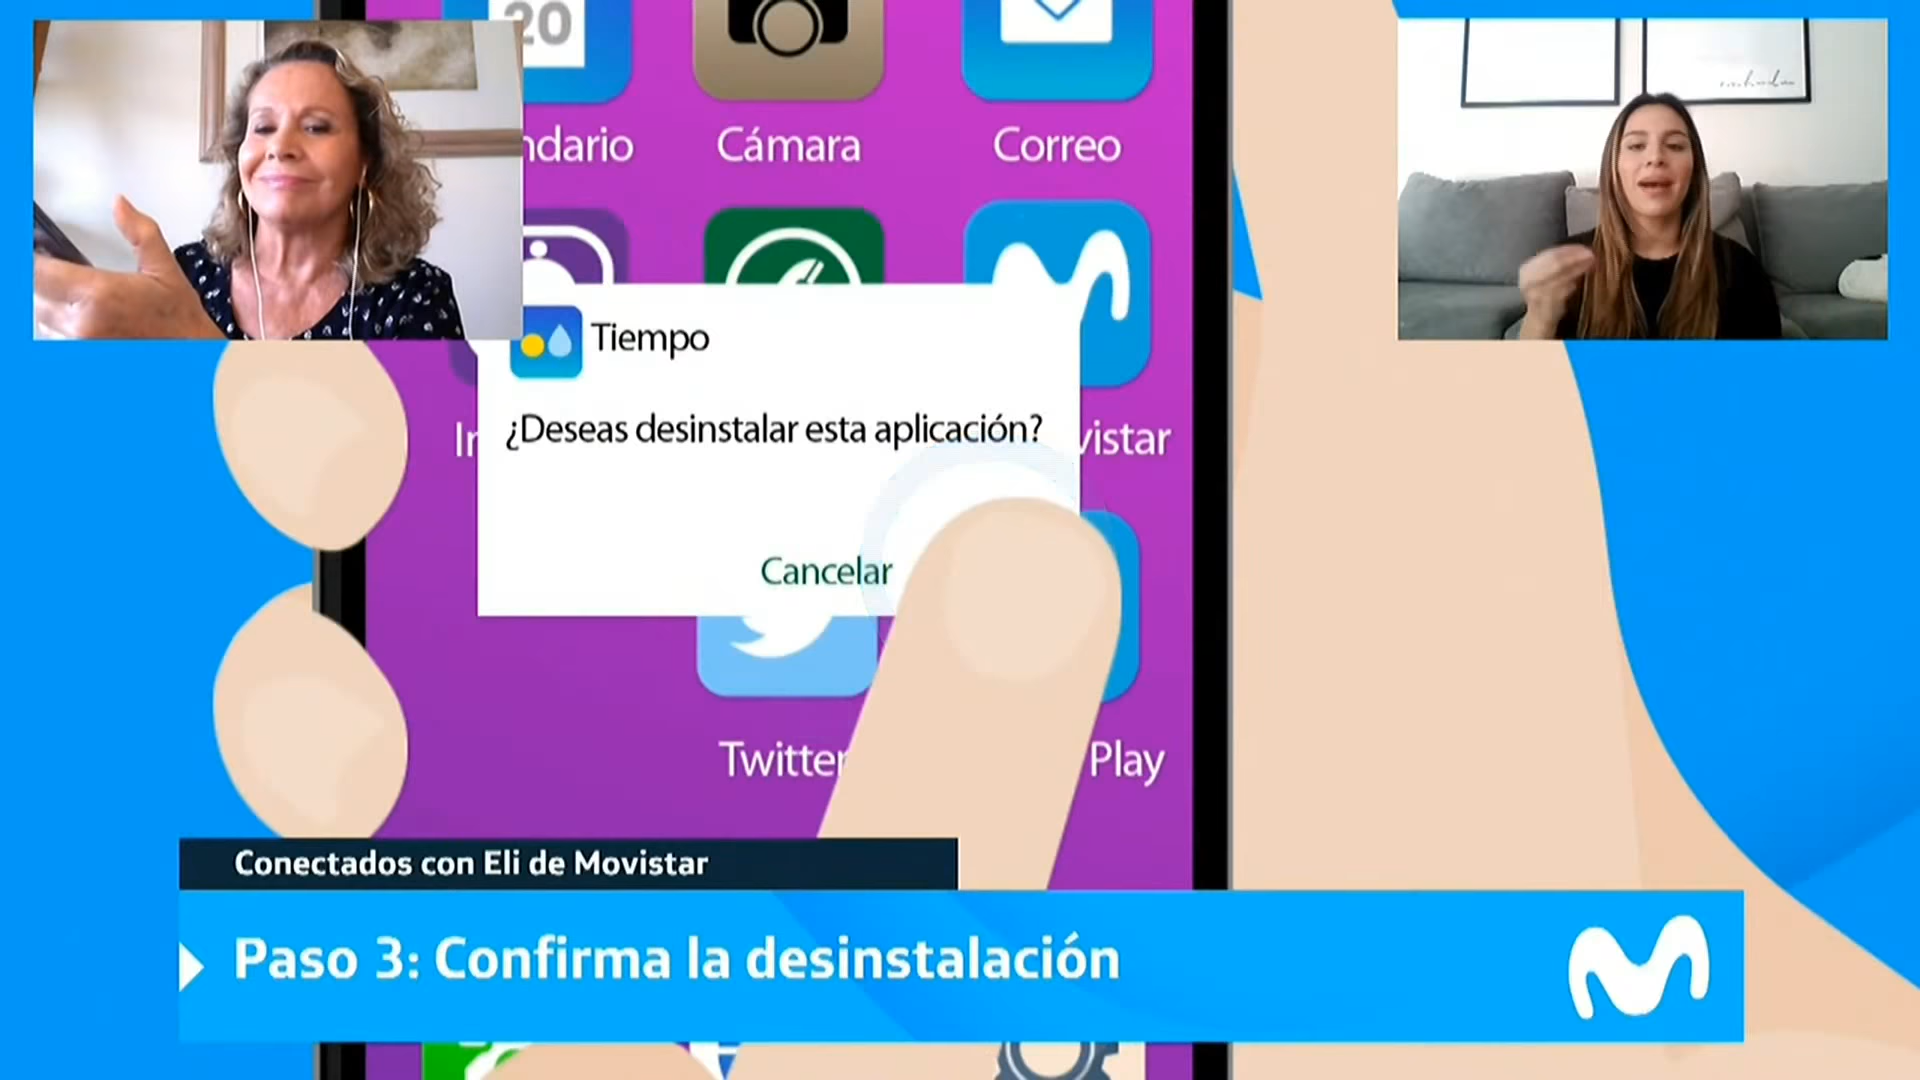 20
ndario
Cámara
Correo
Tiempo
¿Deseas desinstalar esta aplicación?
In
vistar
Cancelar
Twitter
Play
Conectados con Eli de Movistar
Paso 3: Confirma la desinstalación